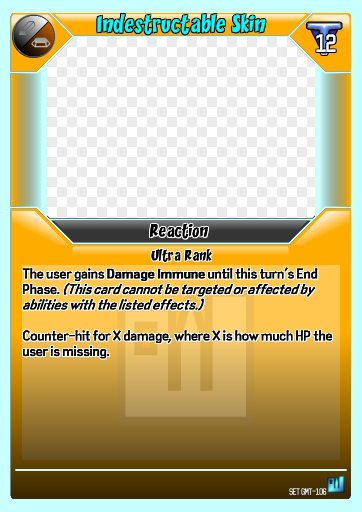 Indestructable Skin
12
Reaction
Ultra Rank
The user gains Damage Immune until this turn's End
Phase. (This card cannot be targeted or affected by
abilities with the listed effects.)
Counter-hit for X damage, where X is how much HP the
user is missing.
SET GMT-106